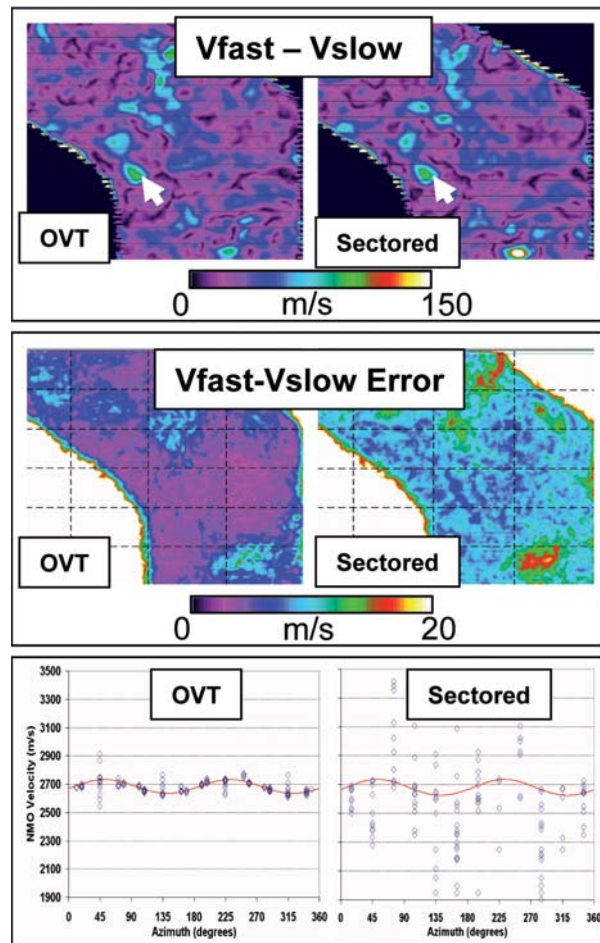 Vfast – Vslow
OVT
Sectored
0 m/s 150
Vfast-Vslow Error
OVT
Sectored
0 m/s 20
OVT
Sectored
NMO Velocity (m/s)
3500
3300
3100
2900
2700
2500
2300
2100
1900
0 45 90 135 180 225 270 315 360
0 45 90 135 180 225 270 315 360
Azimuth (degrees)
Azimuth (degrees)